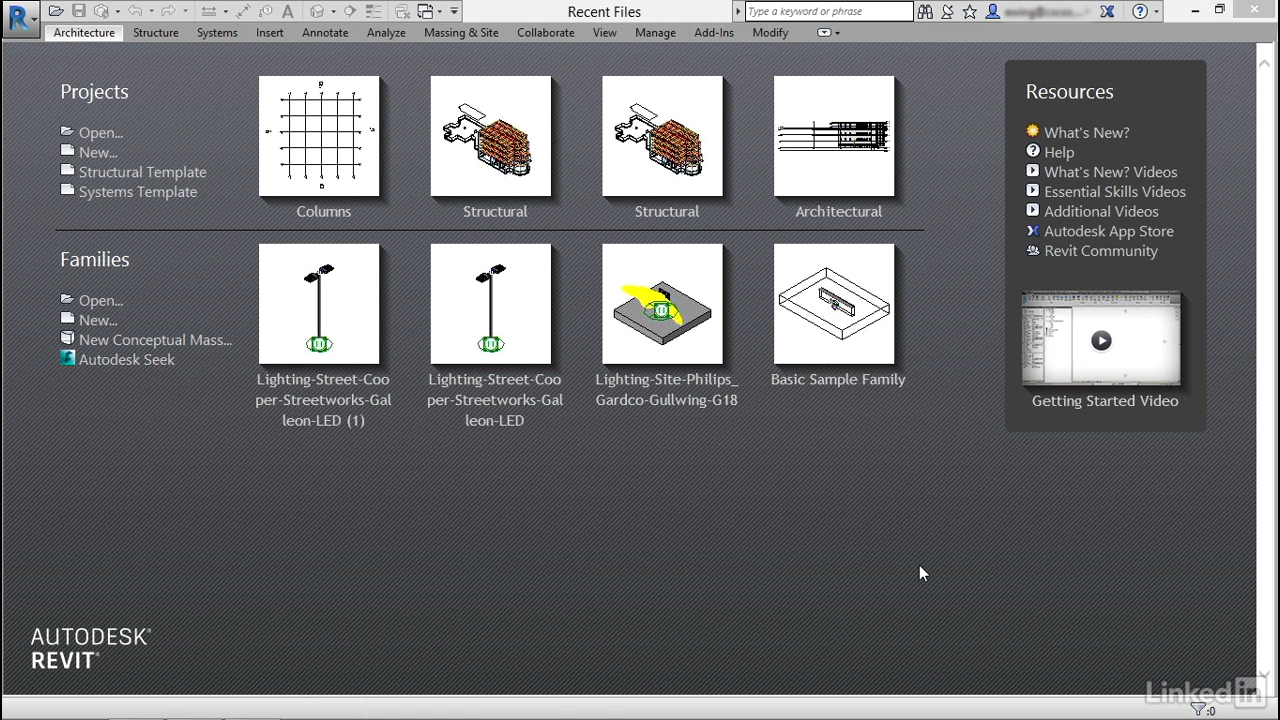 Recent Files
Type a keyword or phrase
Architecture Structure Systems Insert Annotate Analyze Massing & Site Collaborate View Manage Add-Ins Modify
Projects
Open...
New...
Structural Template
Systems Template
Columns
Structural
Structural
Architectural
Families
Open...
New...
New Conceptual Mass...
Autodesk Seek
Lighting-Street-Coo
per-Streetworks-Gal
leon-LED (1)
Lighting-Street-Coo
per-Streetworks-Gal
leon-LED
Lighting-Site-Philips_
Gardco-Gullwing-G18
Basic Sample Family
Resources
What's New?
Help
What's New? Videos
Essential Skills Videos
Additional Videos
Autodesk App Store
Revit Community
Getting Started Video
AUTODESK®
REVIT®
LinkedIn
:0